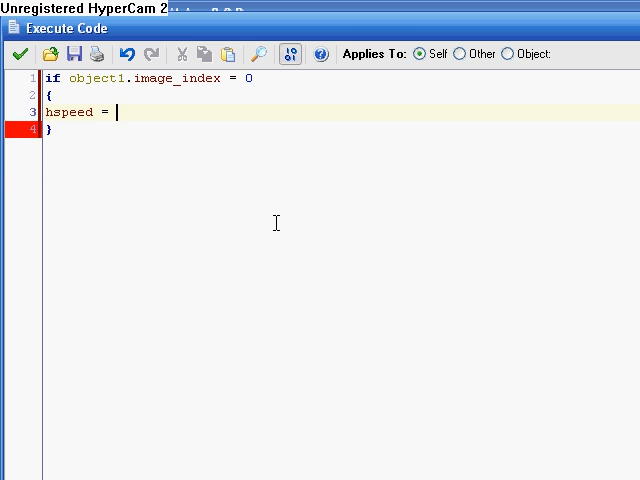 Unregistered HyperCam 2
Execute Code
Applies To: Self Other Object:
1 if object1.image_index = 0
2 {
3 hspeed =
4 }